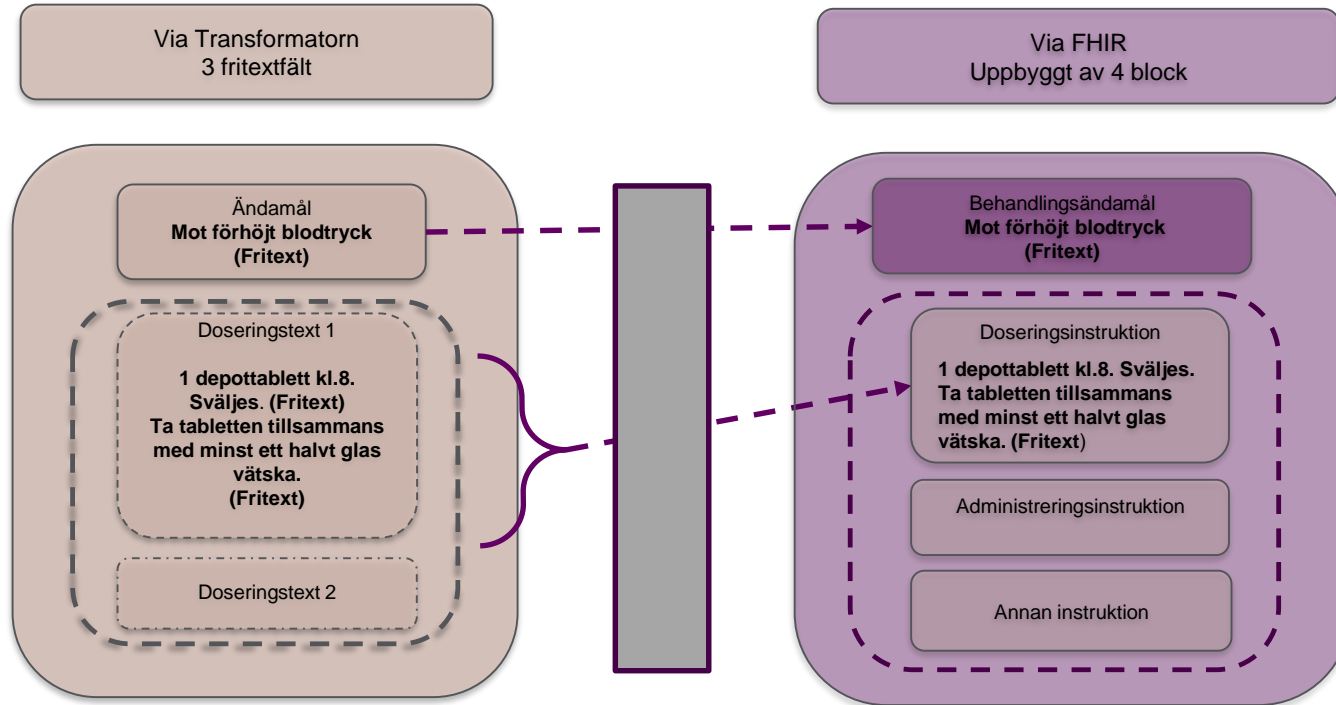 Via Transformatorn
3 fritextfält
Via FHIR
Uppbyggt av 4 block
Ändamål
Mot förhöjt blodtryck
(Fritext)
Doseringstext 1
1 depottablett kl.8.
Sväljes. (Fritext)
Ta tabletten tillsammans
med minst ett halvt glas
vätska.
(Fritext)
Doseringstext 2
Behandlingsändamål
Mot förhöjt blodtryck
(Fritext)
Doseringsinstruktion
1 depottablett kl.8. Sväljes.
Ta tabletten tillsammans
med minst ett halvt glas
vätska. (Fritext)
Administreringsinstruktion
Annan instruktion